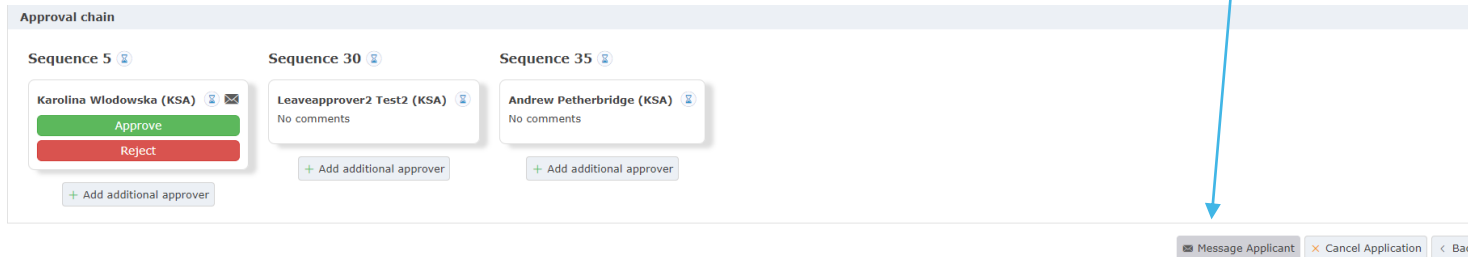 Approval chain
Sequence 5
Sequence 30
Sequence 35
Karolina Wlodowska (KSA)
Approve
Reject
+ Add additional approver
Leaveapprover2 Test2 (KSA)
No comments
+ Add additional approver
Andrew Petherbridge (KSA)
No comments
+ Add additional approver
Message Applicant
× Cancel Application
< Ba